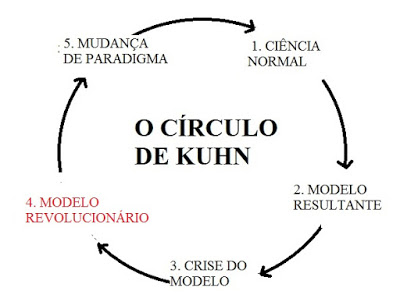 5. MUDANÇA
DE PARADIGMA
1. CIÊNCIA
NORMAL
O CÍRCULO
DE KUHN
2. MODELO
RESULTANTE
3. CRISE DO
MODELO
4. MODELO
REVOLUCIONÁRIO